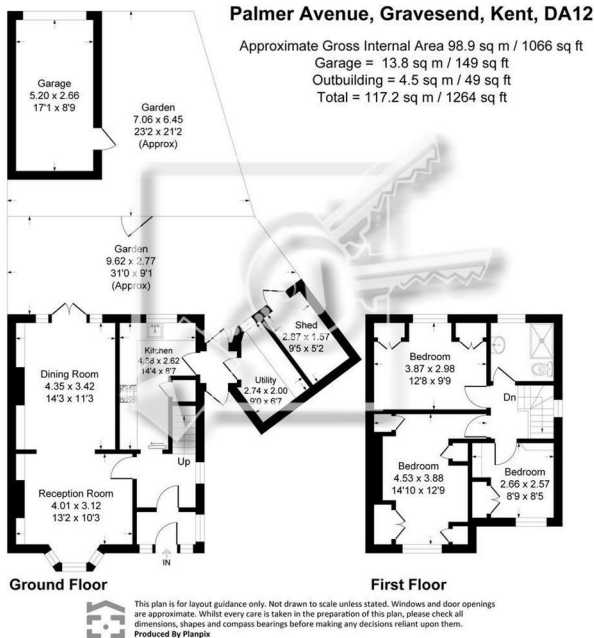 Palmer Avenue, Gravesend, Kent, DA12
Approximate Gross Internal Area 98.9 sq m / 1066 sq ft
Garage = 13.8 sq m / 149 sq ft
Outbuilding = 4.5 sq m / 49 sq ft
Total = 117.2 sq m / 1264 sq ft
Garage
5.20 x 2.66
17'1 x 8'9
Garden
7.06 x 6.45
23'2 x 21'2
(Approx)
Garden
9.62 x 2.77
31'0 x 9'1
(Approx)
Shed
2.87 x 1.57
9'5 x 5'2
Kitchen
4.38 x 2.62
14'4 x 8'7
Dining Room
4.35 x 3.42
14'3 x 11'3
Utility
2.74 x 2.00
9'0 x 6'7
Up
Reception Room
4.01 x 3.12
13'2 x 10'3
IN
Bedroom
3.87 x 2.98
12'8 x 9'9
Dn
Bedroom
4.53 x 3.88
14'10 x 12'9
Bedroom
2.66 x 2.57
8'9 x 8'5
Ground Floor
First Floor
This plan is for layout guidance only. Not drawn to scale unless stated. Windows and door openings
are approximate. Whilst every care is taken in the preparation of this plan, please check all
dimensions, shapes and compass bearings before making any decisions reliant upon them.
Produced By Planpix